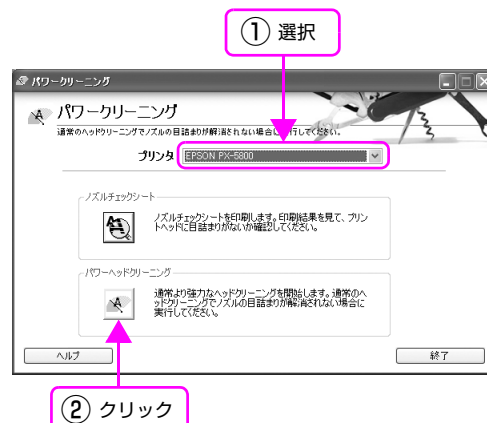 ① 選択
パワークリーニング
パワークリーニング
通常のヘッドクリーニングでノズルの目詰まりが解消されない場合に実行してください。
プリンタ EPSON PX-5800
ノズルチェックシート
ノズルチェックシートを印刷します。印刷結果を見て、プリン
トヘッドに目詰まりがないか確認してください。
パワーヘッドクリーニング
通常より強力なヘッドクリーニングを開始します。通常のヘ
ッドクリーニングでノズルの目詰まりが解消されない場合に
実行してください。
ヘルプ 終了
② クリック